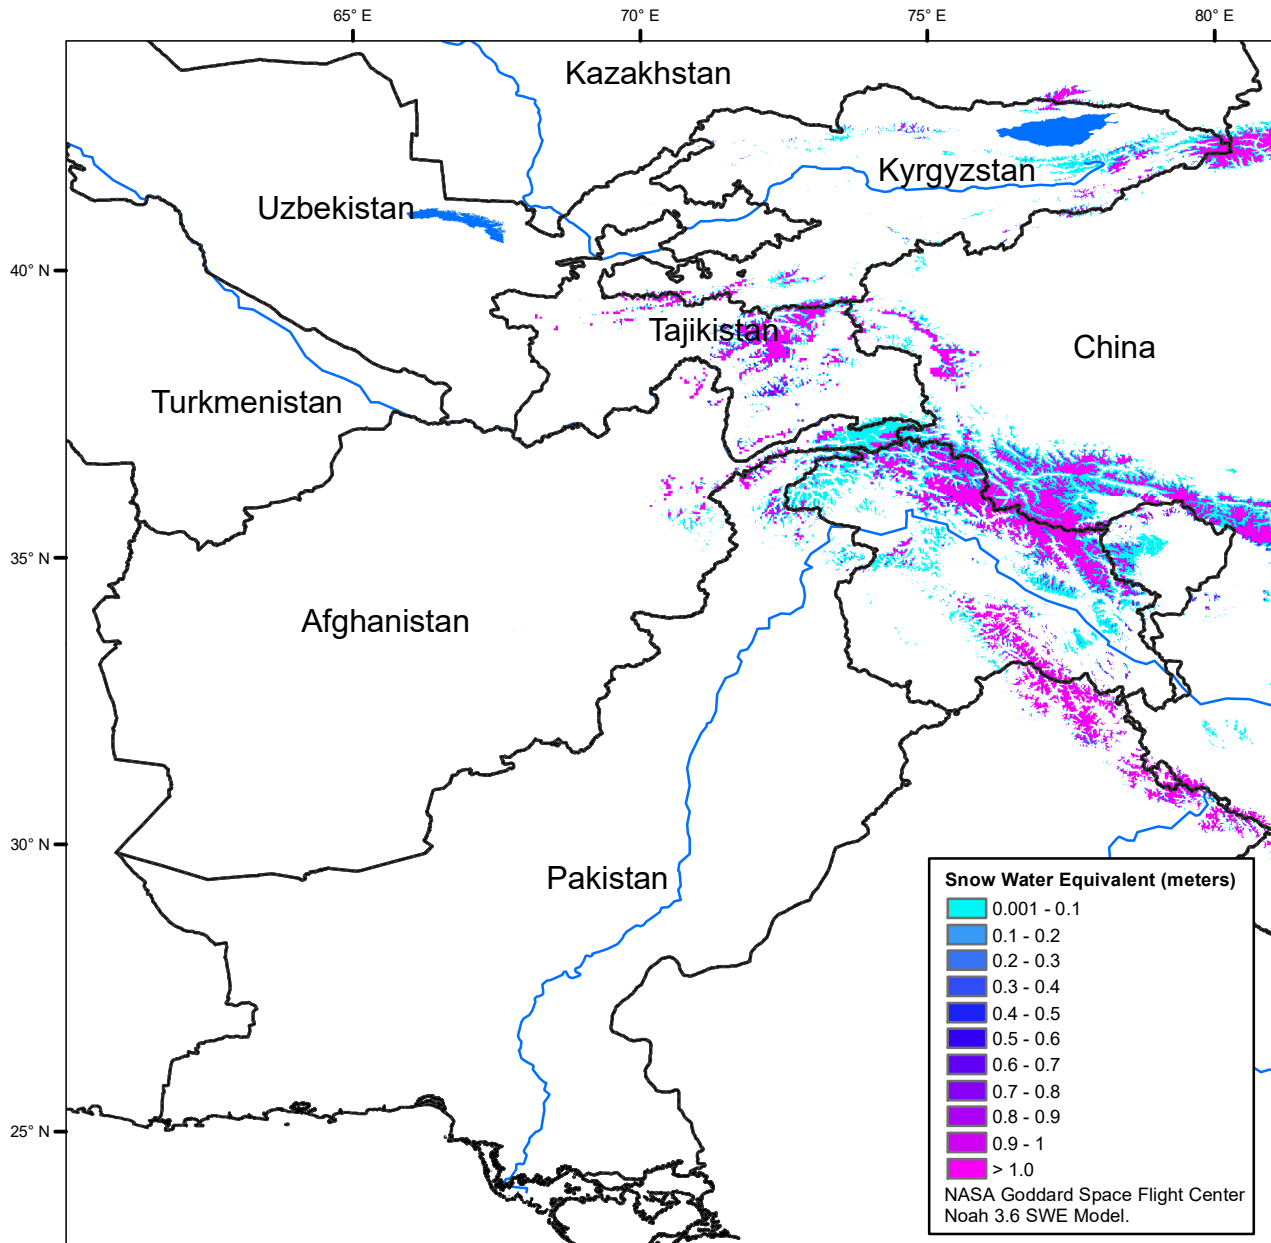 65° E
70° E
75° E
80° E
Kazakhstan
Kyrgyzstan
Uzbekistan
40° N
Tajikistan
China
Turkmenistan
35° N
Afghanistan
30° N
Pakistan
25° N
Snow Water Equivalent (meters)
0.001 - 0.1
0.1 - 0.2
0.2 - 0.3
0.3 - 0.4
0.4 - 0.5
0.5 - 0.6
0.6 - 0.7
0.7 - 0.8
0.8 - 0.9
0.9 - 1
> 1.0
NASA Goddard Space Flight Center
Noah 3.6 SWE Model.